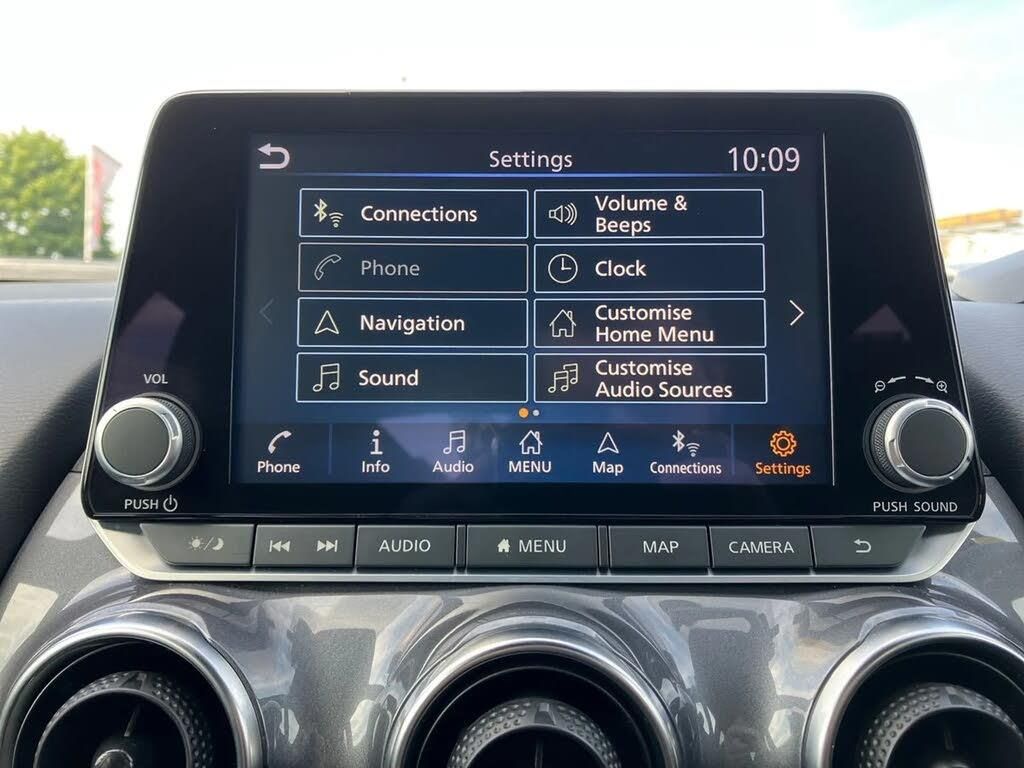 Settings
10:09
Connections
Volume &
Beeps
Phone
Clock
Navigation
Customise
Home Menu
Sound
Customise
Audio Sources
Phone
Info
Audio
MENU
Map
Connections
Settings
VOL
PUSH
PUSH SOUND
AUDIO
MENU
MAP
CAMERA